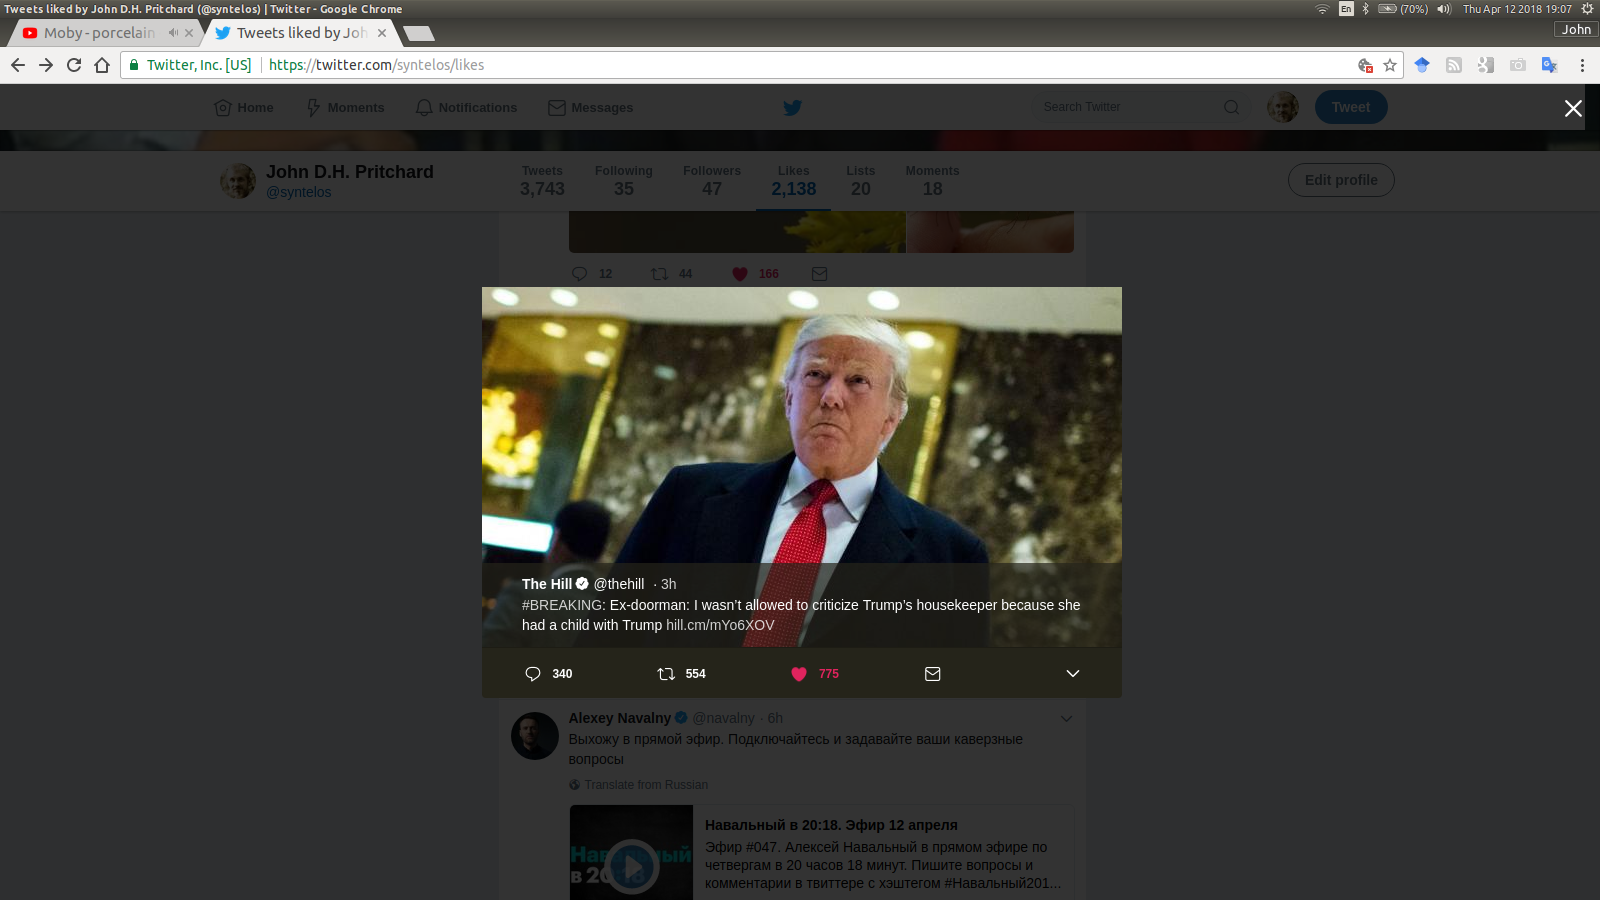 Tweets liked by John D.H. Pritchard (@syntelos) | Twitter - Google Chrome
En
(70%)
Thu Apr 12 2018 19:07
Moby - porcelain
Tweets liked by Joh
John
Twitter, Inc. [US]
https://twitter.com/syntelos/likes
Home
Moments
Notifications
Messages
Search Twitter
Tweet
John D.H. Pritchard
@syntelos
Tweets
3,743
Following
35
Followers
47
Likes
2,138
Lists
20
Moments
18
Edit profile
12
44
166
The Hill @thehill · 3h
#BREAKING: Ex-doorman: I wasn’t allowed to criticize Trump’s housekeeper because she
had a child with Trump hill.cm/mYo6XOV
340
554
775
Alexey Navalny @navalny · 6h
Выхожу в прямой эфир. Подключайтесь и задавайте ваши каверзные
вопросы
Translate from Russian
Навальный
в 20:18
Навальный в 20:18. Эфир 12 апреля
Эфир #047. Алексей Навальный в прямом эфире по
четвергам в 20 часов 18 минут. Пишите вопросы и
комментарии в твиттере с хэштегом #Навальный201...